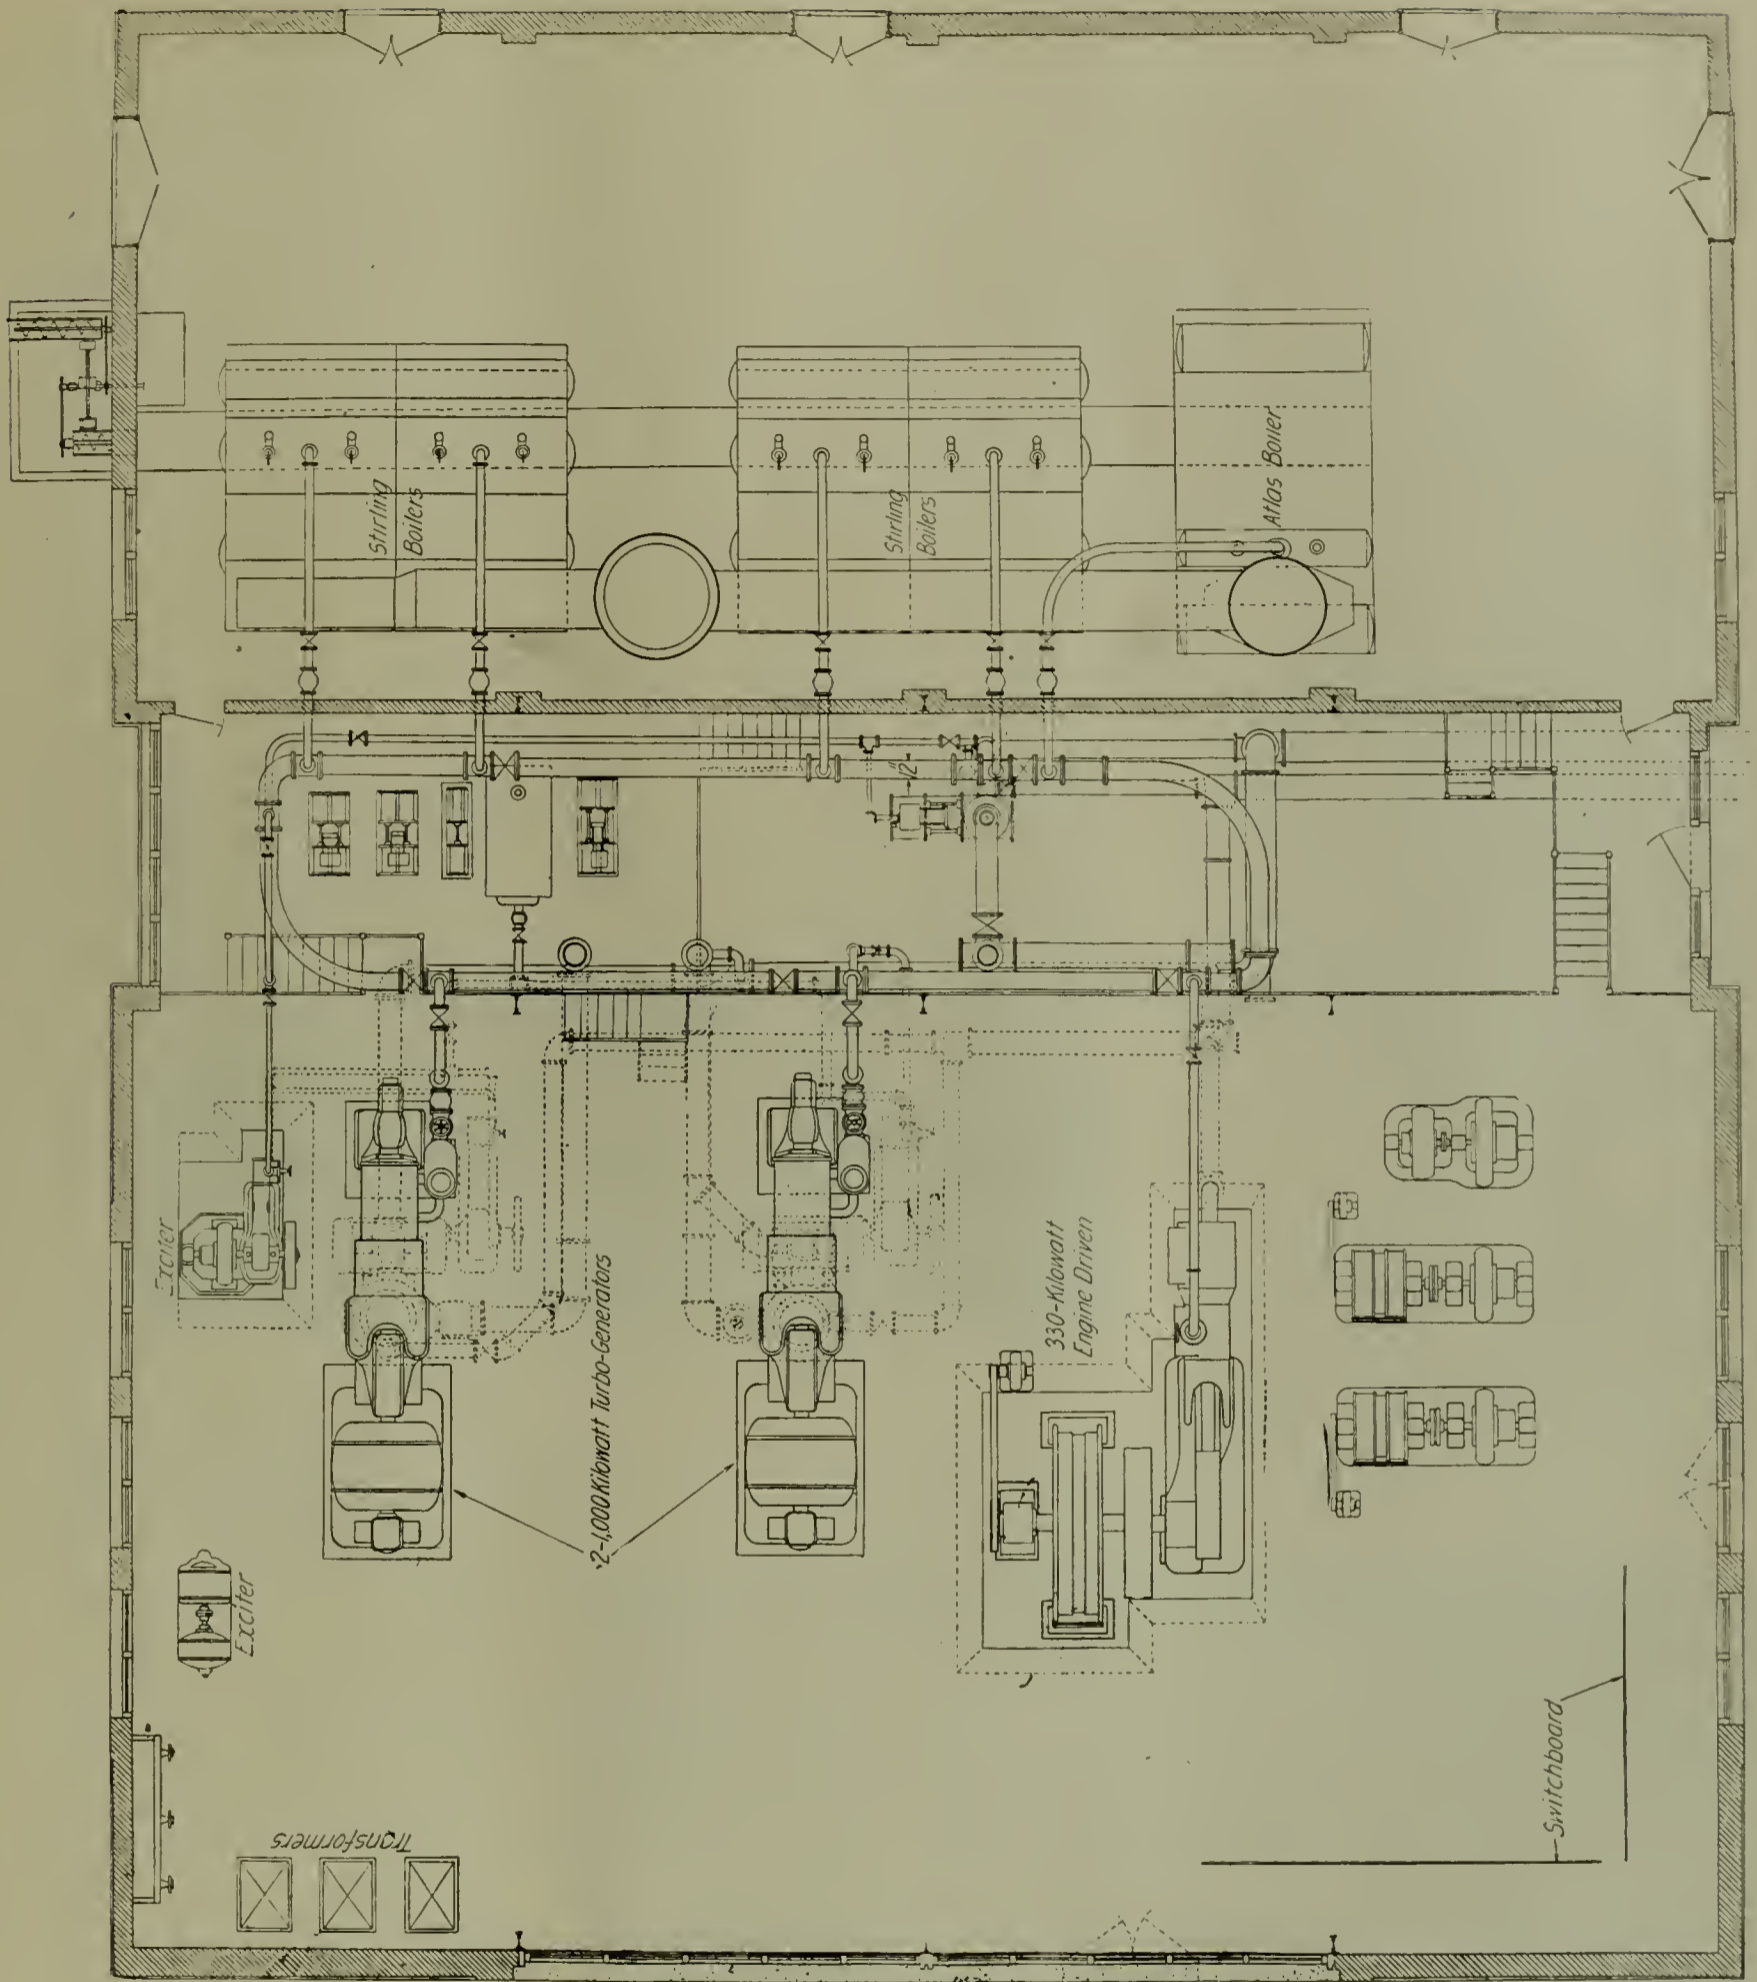 Stirling
Boilers
Stirling
Boilers
Atlas Boiler
12"
Exciter
2-1,000 Kilowatt Turbo-Generators
330-Kilowatt
Engine Driven
Exciter
Transformers
Switchboard